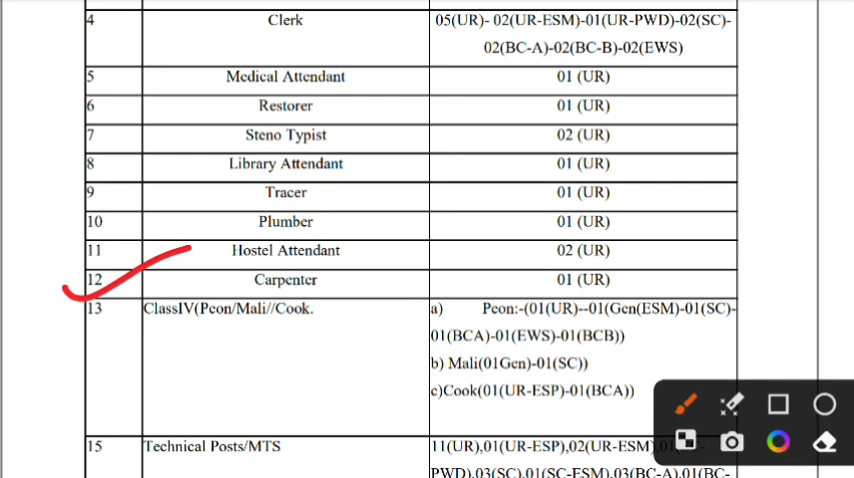 4 Clerk 05(UR)- 02(UR-ESM)-01(UR-PWD)-02(SC)-
02(BC-A)-02(BC-B)-02(EWS)
5 Medical Attendant 01 (UR)
6 Restorer 01 (UR)
7 Steno Typist 02 (UR)
8 Library Attendant 01 (UR)
9 Tracer 01 (UR)
10 Plumber 01 (UR)
11 Hostel Attendant 02 (UR)
12 Carpenter 01 (UR)
13 ClassIV(Peon/Mali//Cook. a) Peon:-(01(UR)--01(Gen(ESM)-01(SC)-
01(BCA)-01(EWS)-01(BCB))
b) Mali(01Gen)-01(SC))
c)Cook(01(UR-ESP)-01(BCA))
15 Technical Posts/MTS 11(UR),01(UR-ESP),02(UR-ESM)
PWD),03(SC),01(SC-ESM),03(BC-A),01(BC-